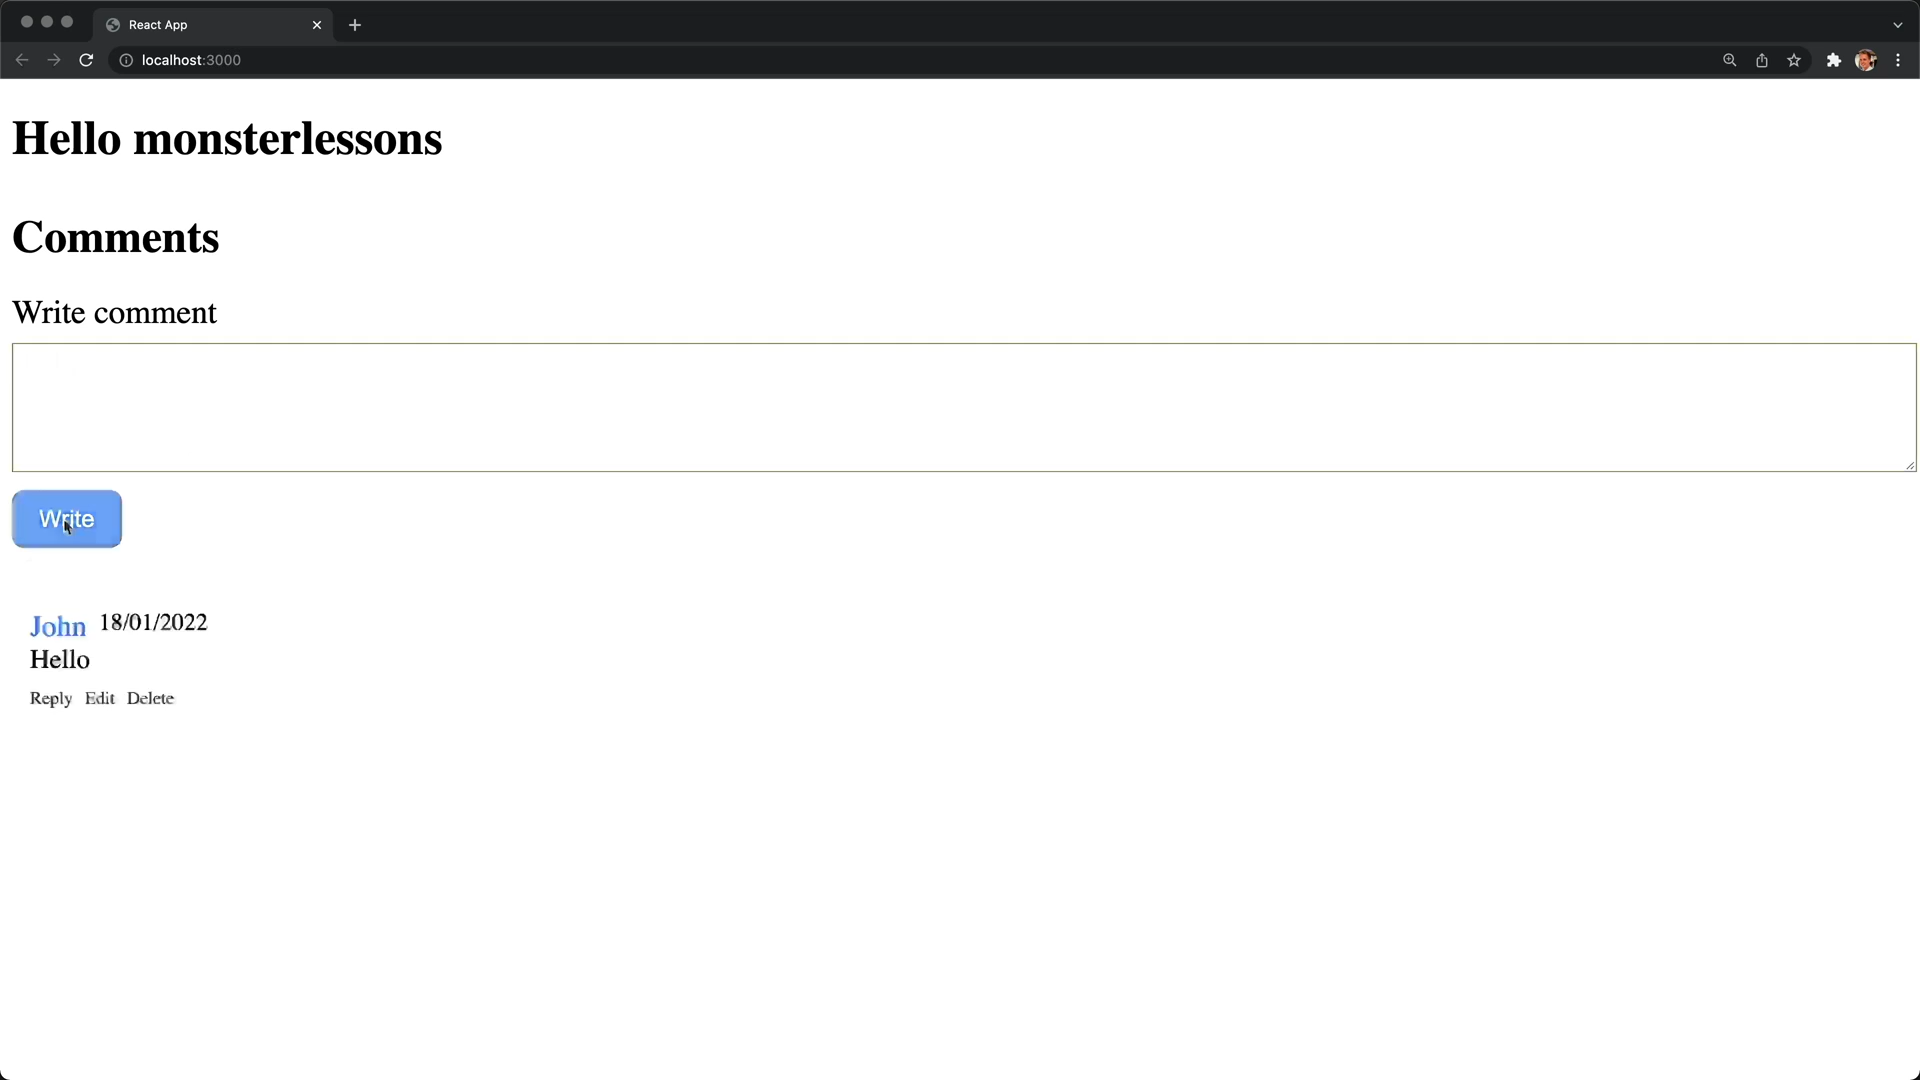 React App
localhost:3000
Hello monsterlessons
Comments
Write comment
Write
John 18/01/2022
Hello
Reply Edit Delete